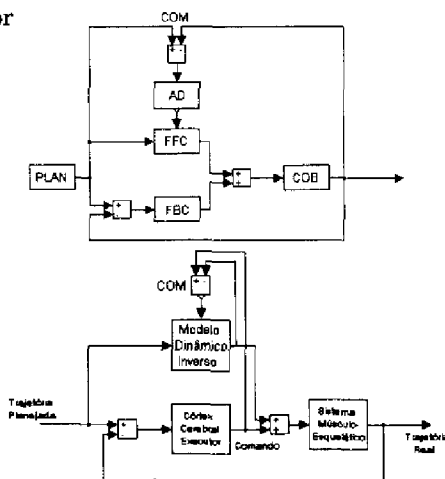 or
COM
+ -
AD
FFC
PLAN
+
-
FBC
+
+
COB
COM
+ -
Modelo
Dinâmico
Inverso
Trajetória
Planejada
+
-
Córtex
Cerebral
Executor
Comando
+
+
Sistema
Músculo-
Esquelético
Trajetória
Real